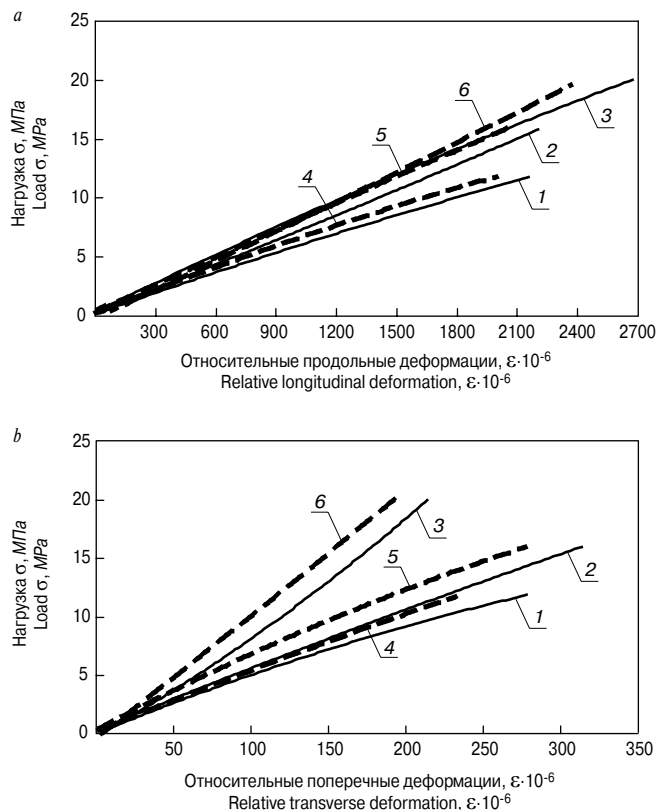 a
25
20
15
10
5
0
Нагрузка σ, МПа
Load σ, MPa
6
5
4
3
2
1
300 600 900 1200 1500 1800 2100 2400 2700
Относительные продольные деформации, ε·10-6
Relative longitudinal deformation, ε·10-6
b
25
20
15
10
5
0
Нагрузка σ, МПа
Load σ, MPa
6
3
5
2
1
4
50 100 150 200 250 300 350
Относительные поперечные деформации, ε·10-6
Relative transverse deformation, ε·10-6